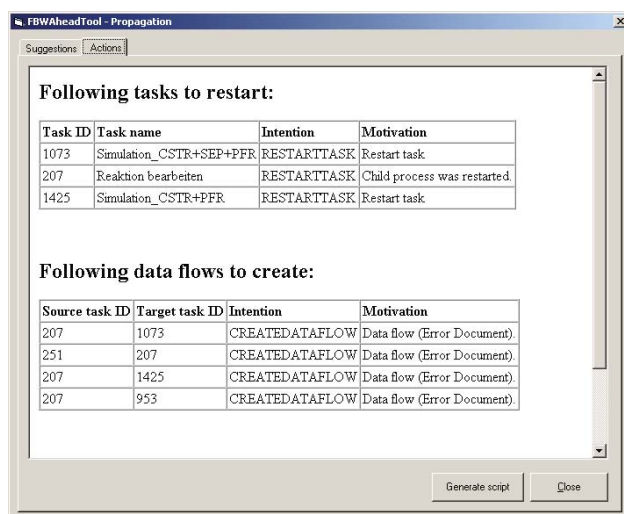 FBWAheadTool - Propagation
Suggestions Actions
Following tasks to restart:
Task ID Task name Intention Motivation
1073 Simulation_CSTR+SEP+PFR RESTARTTASK Restart task
207 Reaktion bearbeiten RESTARTTASK Child process was restarted.
1425 Simulation_CSTR+PFR RESTARTTASK Restart task
Following data flows to create:
Source task ID Target task ID Intention Motivation
207 1073 CREATEDATAFLOW Data flow (Error Document).
251 207 CREATEDATAFLOW Data flow (Error Document).
207 1425 CREATEDATAFLOW Data flow (Error Document).
207 953 CREATEDATAFLOW Data flow (Error Document).
Generate script Close